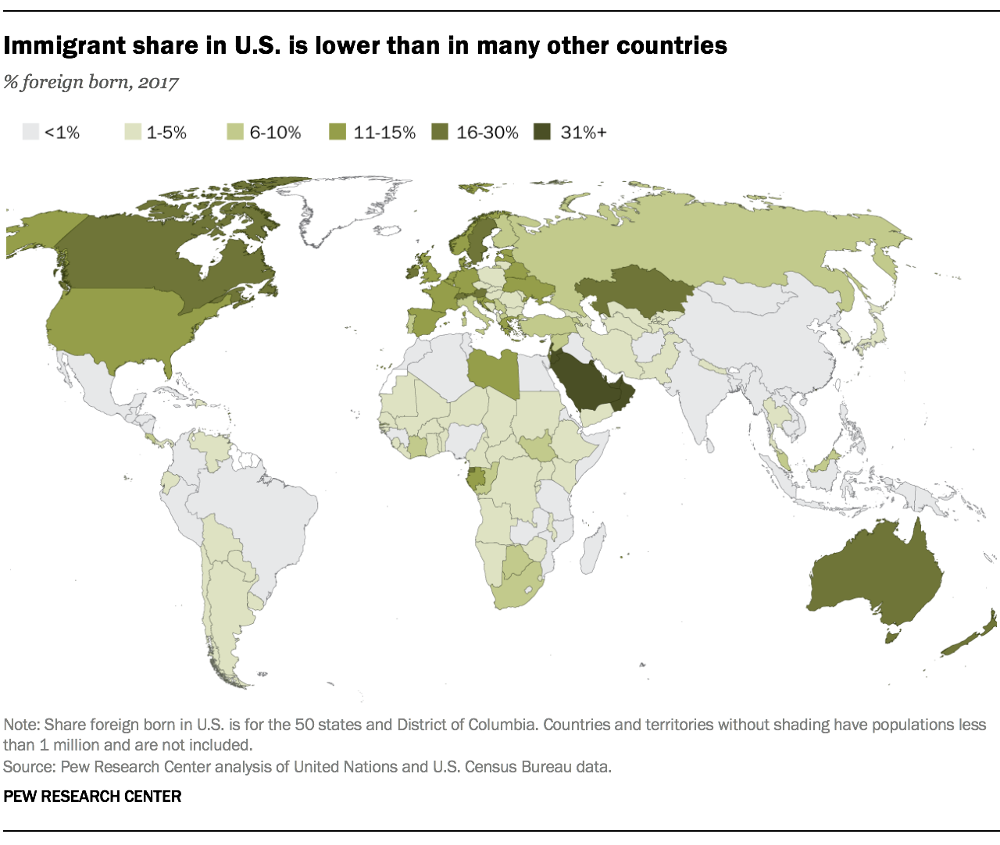 Immigrant share in U.S. is lower than in many other countries
% foreign born, 2017
<1% 1-5% 6-10% 11-15% 16-30% 31%+
Note: Share foreign born in U.S. is for the 50 states and District of Columbia. Countries and territories without shading have populations less
than 1 million and are not included.
Source: Pew Research Center analysis of United Nations and U.S. Census Bureau data.
PEW RESEARCH CENTER